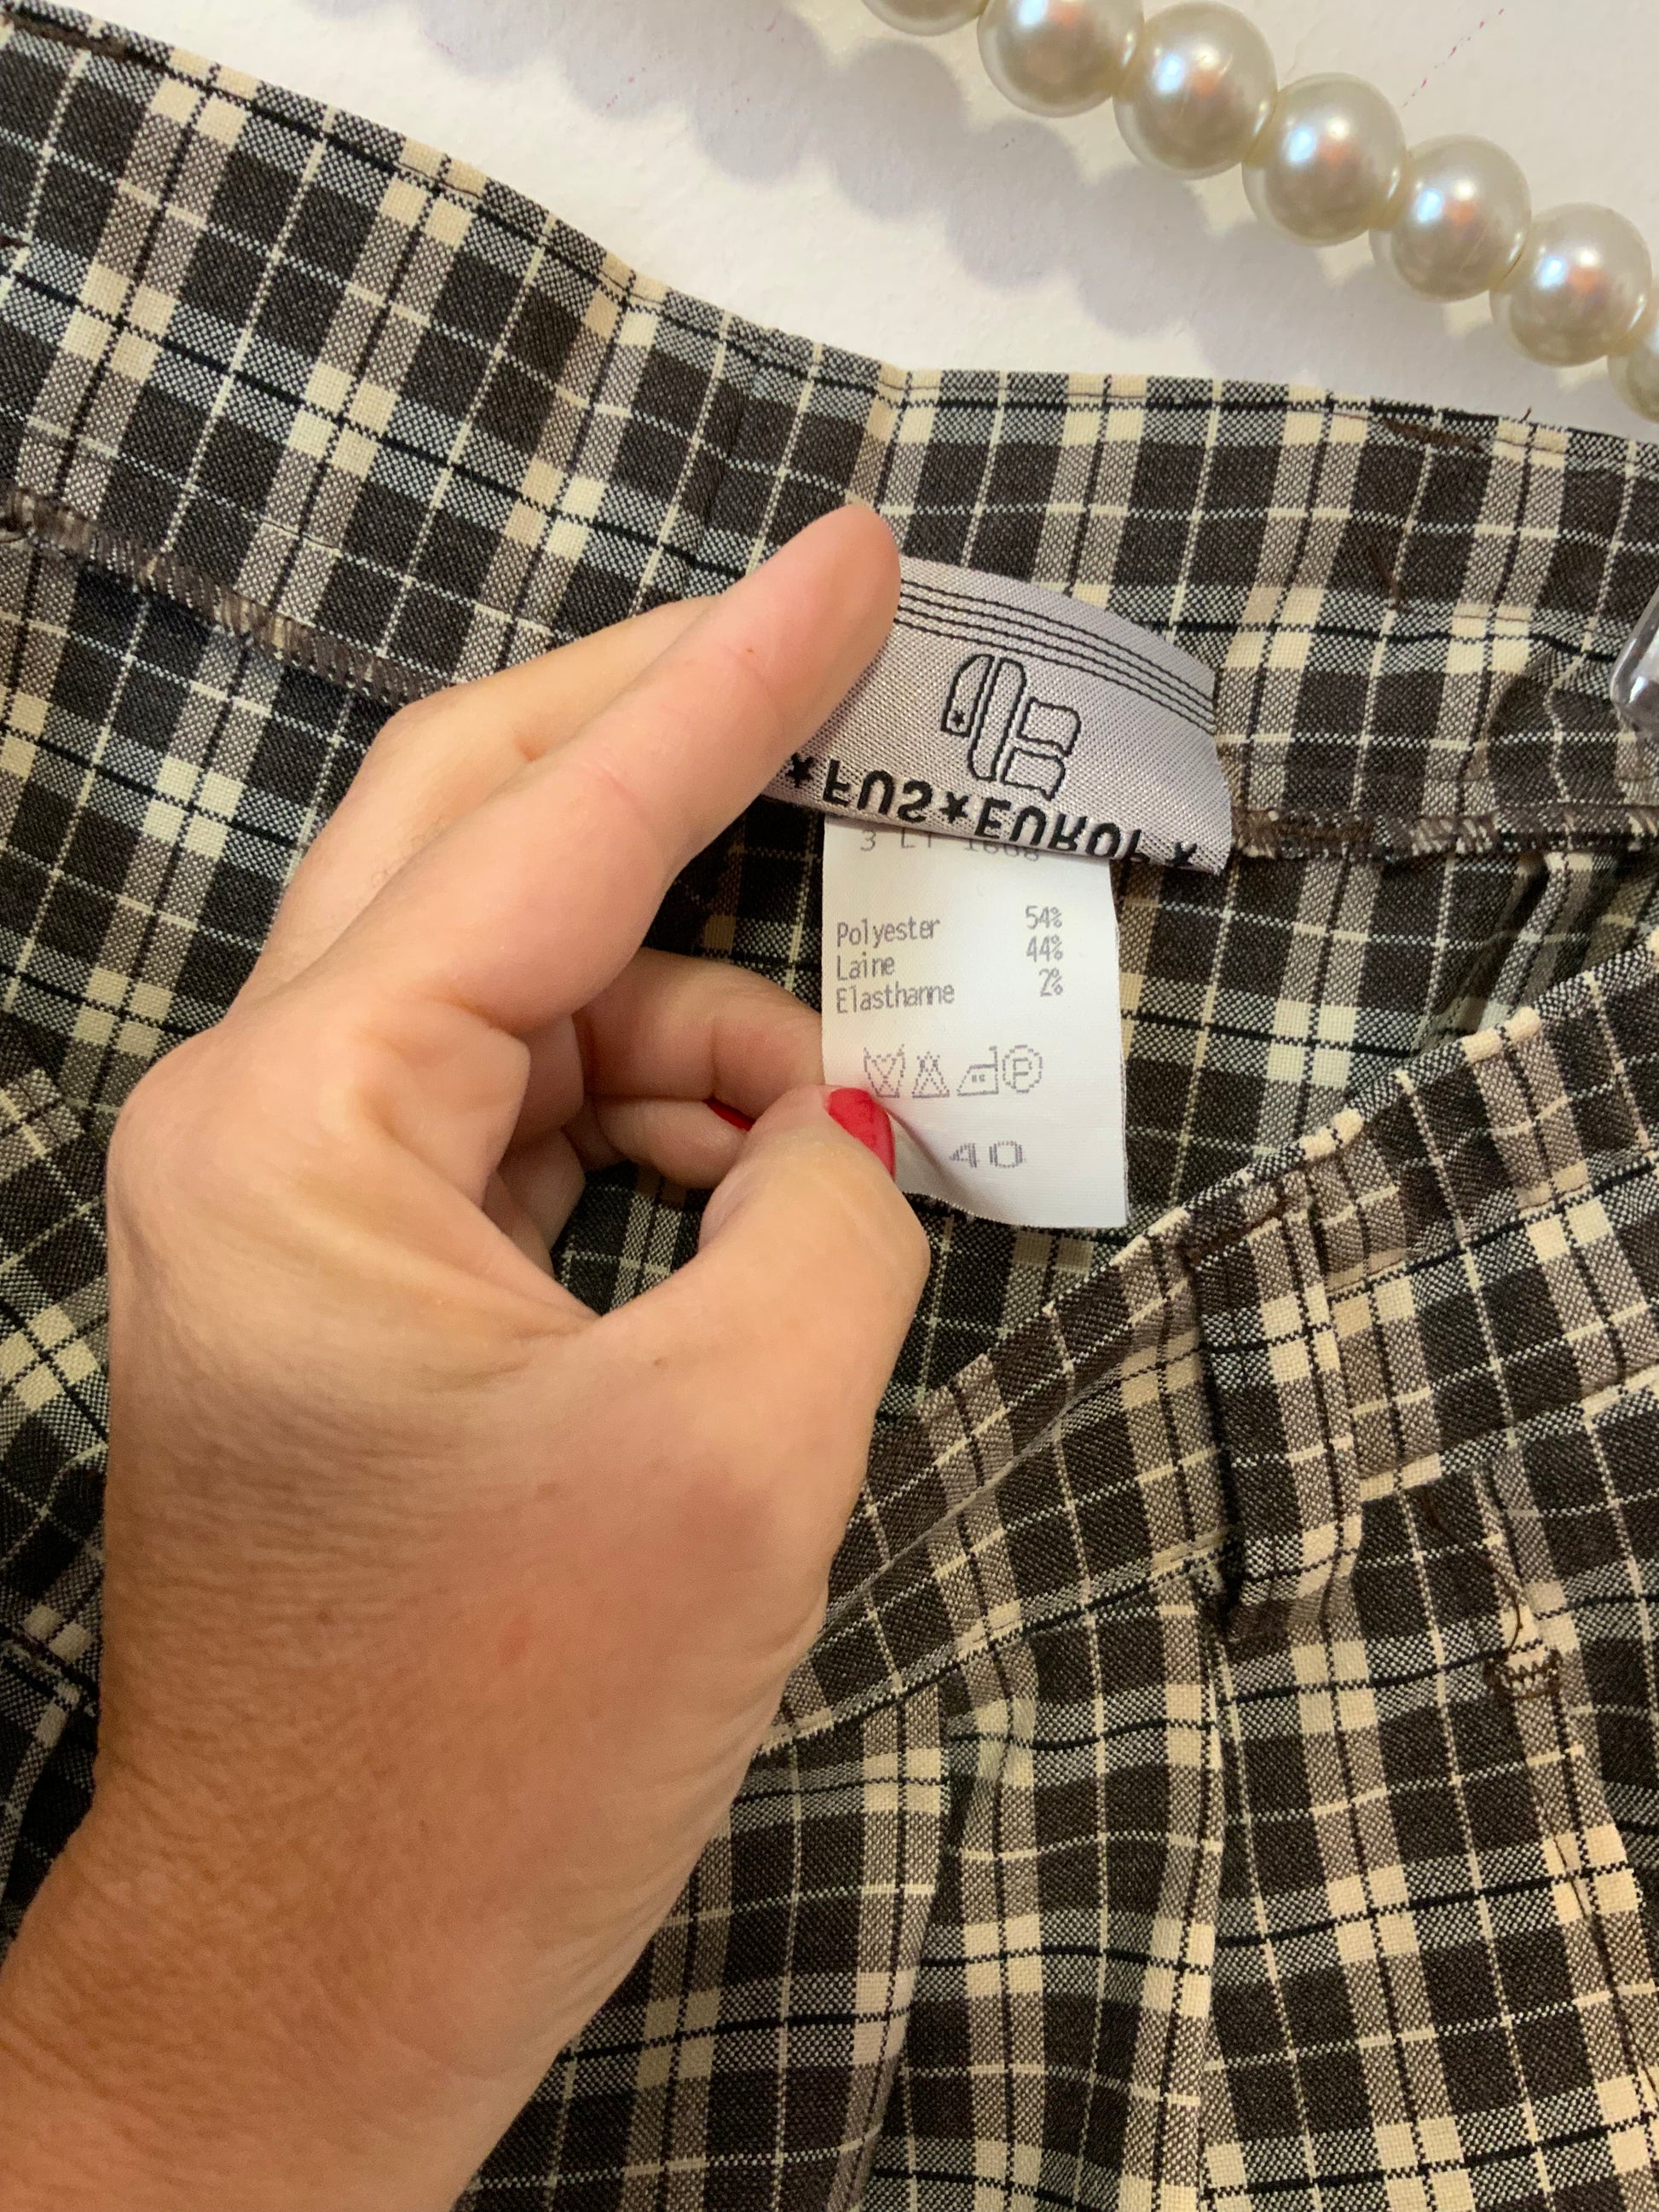 ★FUS★EUROP
Polyester 54%
Laine 44%
Elasthanne 2%
P
40